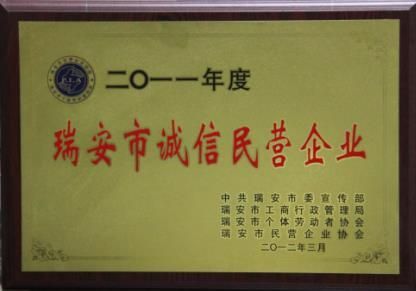 P.E.A
二〇一一年度
瑞安市诚信民营企业
中共瑞安市委宣传部
瑞安市工商行政管理局
瑞安市个体劳动者协会
瑞安市民营企业协会
二〇一二年三月